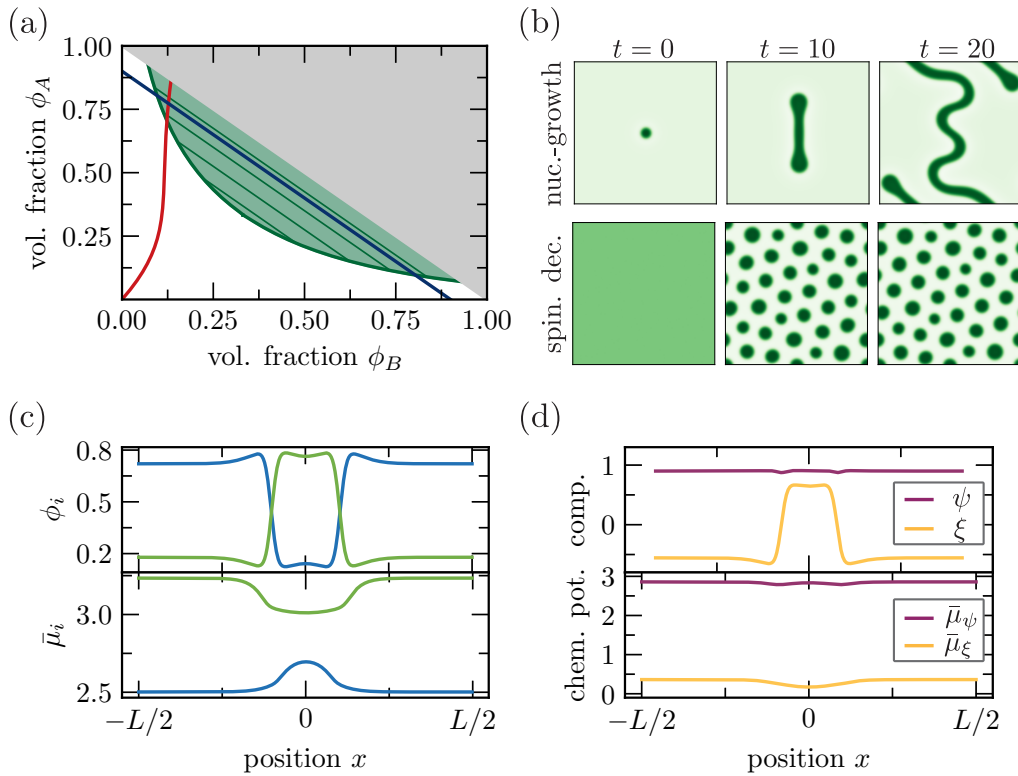 (a)
1.00
0.75
0.50
0.25
vol. fraction ϕ_A
0.00 0.25 0.50 0.75 1.00
vol. fraction ϕ_B
(b)
t = 0 t = 10 t = 20
nuc.-growth
spin. dec.
(c)
0.8
0.5
0.2
ϕ_i
3.0
2.5
μ̄_i
−L/2 0 L/2
position x
(d)
1
0
comp.
ψ
ξ
3
2
1
0
chem. pot.
μ̄_ψ
μ̄_ξ
−L/2 0 L/2
position x